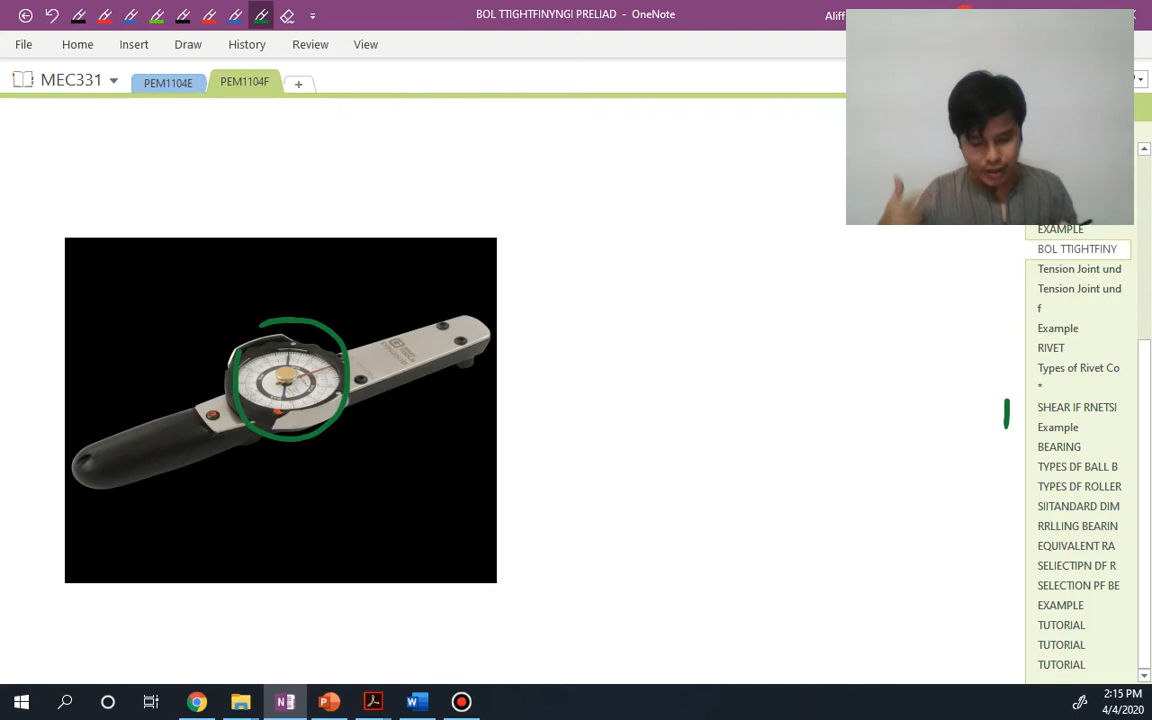 BOL TTIGHTFINYNGI PRELIAD - OneNote
Aliff
File Home Insert Draw History Review View
MEC331
PEM1104E
PEM1104F
EXAMPLE
BOL TTIGHTFINY
Tension Joint und
Tension Joint und
f
Example
RIVET
Types of Rivet Co
*
SHEAR IF RNETSI
Example
BEARING
TYPES DF BALL B
TYPES DF ROLLER
SIITANDARD DIM
RRLLING BEARIN
EQUIVALENT RA
SELIECTIPN DF R
SELECTION PF BE
EXAMPLE
TUTORIAL
TUTORIAL
TUTORIAL
2:15 PM
4/4/2020